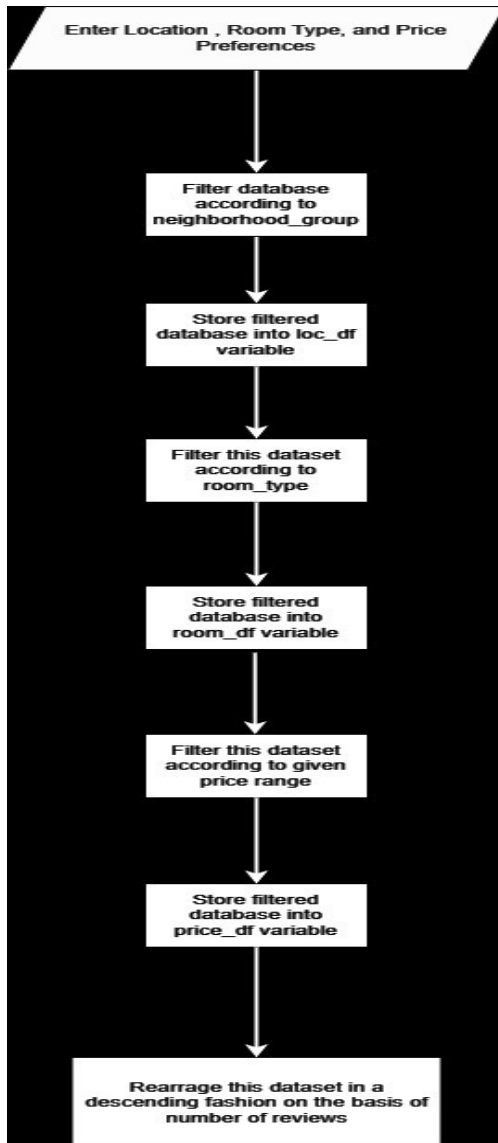 Enter Location , Room Type, and Price
Preferences
Filter database
according to
neighborhood_group
Store filtered
database into loc_df
variable
Filter this dataset
according to
room_type
Store filtered
database into
room_df variable
Filter this dataset
according to given
price range
Store filtered
database into
price_df variable
Rearrage this dataset in a
descending fashion on the basis of
number of reviews